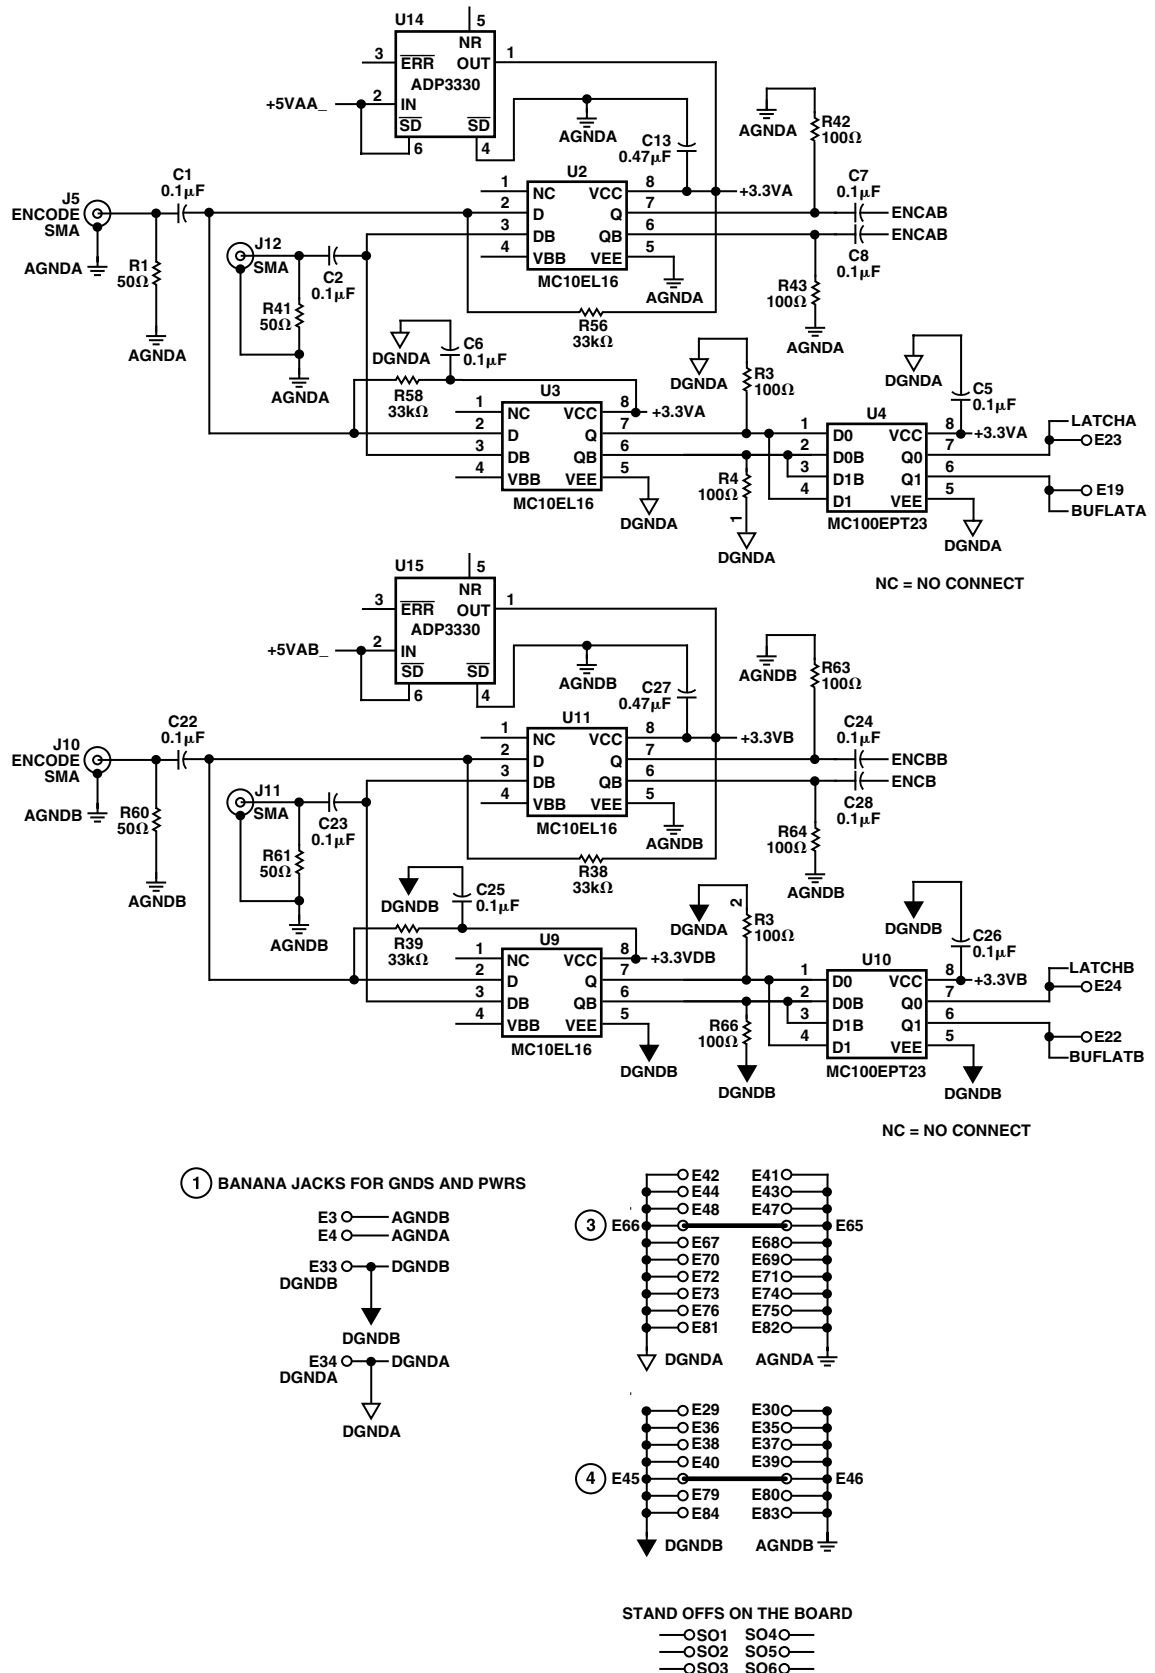 U14
5
NR
3
ERR
OUT
1
ADP3330
+5VAA_
2
IN
SD
SD
6
4
AGNDA
C13
0.47µF
AGNDA
R42
100Ω
J5
ENCODE
SMA
C1
0.1µF
AGNDA
R1
50Ω
AGNDA
J12
SMA
C2
0.1µF
R41
50Ω
AGNDA
U2
1
NC
VCC
8
+3.3VA
2
D
Q
7
3
DB
QB
6
4
VBB
VEE
5
MC10EL16
AGNDA
C7
0.1µF
ENCAB
ENCAB
C8
0.1µF
R43
100Ω
AGNDA
R56
33kΩ
DGNDA
C6
0.1µF
R58
33kΩ
U3
1
NC
VCC
8
+3.3VA
2
D
Q
7
3
DB
QB
6
4
VBB
VEE
5
MC10EL16
DGNDA
DGNDA
R3
100Ω
R4
100Ω
1
DGNDA
DGNDA
C5
0.1µF
U4
1
D0
VCC
8
+3.3VA
2
D0B
Q0
7
3
D1B
Q1
6
4
D1
VEE
5
MC100EPT23
DGNDA
LATCHA
E23
E19
BUFLATA
NC = NO CONNECT
U15
5
NR
3
ERR
OUT
1
ADP3330
+5VAB_
2
IN
SD
SD
6
4
AGNDB
C27
0.47µF
AGNDB
R63
100Ω
J10
ENCODE
SMA
C22
0.1µF
AGNDB
R60
50Ω
AGNDB
J11
SMA
C23
0.1µF
R61
50Ω
AGNDB
U11
1
NC
VCC
8
+3.3VB
2
D
Q
7
3
DB
QB
6
4
VBB
VEE
5
MC10EL16
AGNDB
C24
0.1µF
ENCBB
ENCB
C28
0.1µF
R64
100Ω
AGNDB
R38
33kΩ
DGNDB
C25
0.1µF
R39
33kΩ
U9
1
NC
VCC
8
+3.3VDB
2
D
Q
7
3
DB
QB
6
4
VBB
VEE
5
MC10EL16
DGNDB
DGNDA
2
R3
100Ω
R66
100Ω
DGNDB
DGNDB
C26
0.1µF
U10
1
D0
VCC
8
+3.3VB
2
D0B
Q0
7
3
D1B
Q1
6
4
D1
VEE
5
MC100EPT23
DGNDB
LATCHB
E24
E22
BUFLATB
NC = NO CONNECT
1 BANANA JACKS FOR GNDS AND PWRS
E3 AGNDB
E4 AGNDA
E33 DGNDB
DGNDB
DGNDB
E34 DGNDA
DGNDA
DGNDA
E42 E41
E44 E43
E48 E47
3 E66 E65
E67 E68
E70 E69
E72 E71
E73 E74
E76 E75
E81 E82
DGNDA AGNDA
E29 E30
E36 E35
E38 E37
E40 E39
4 E45 E46
E79 E80
E84 E83
DGNDB AGNDB
STAND OFFS ON THE BOARD
SO1 SO4
SO2 SO5
SO3 SO6